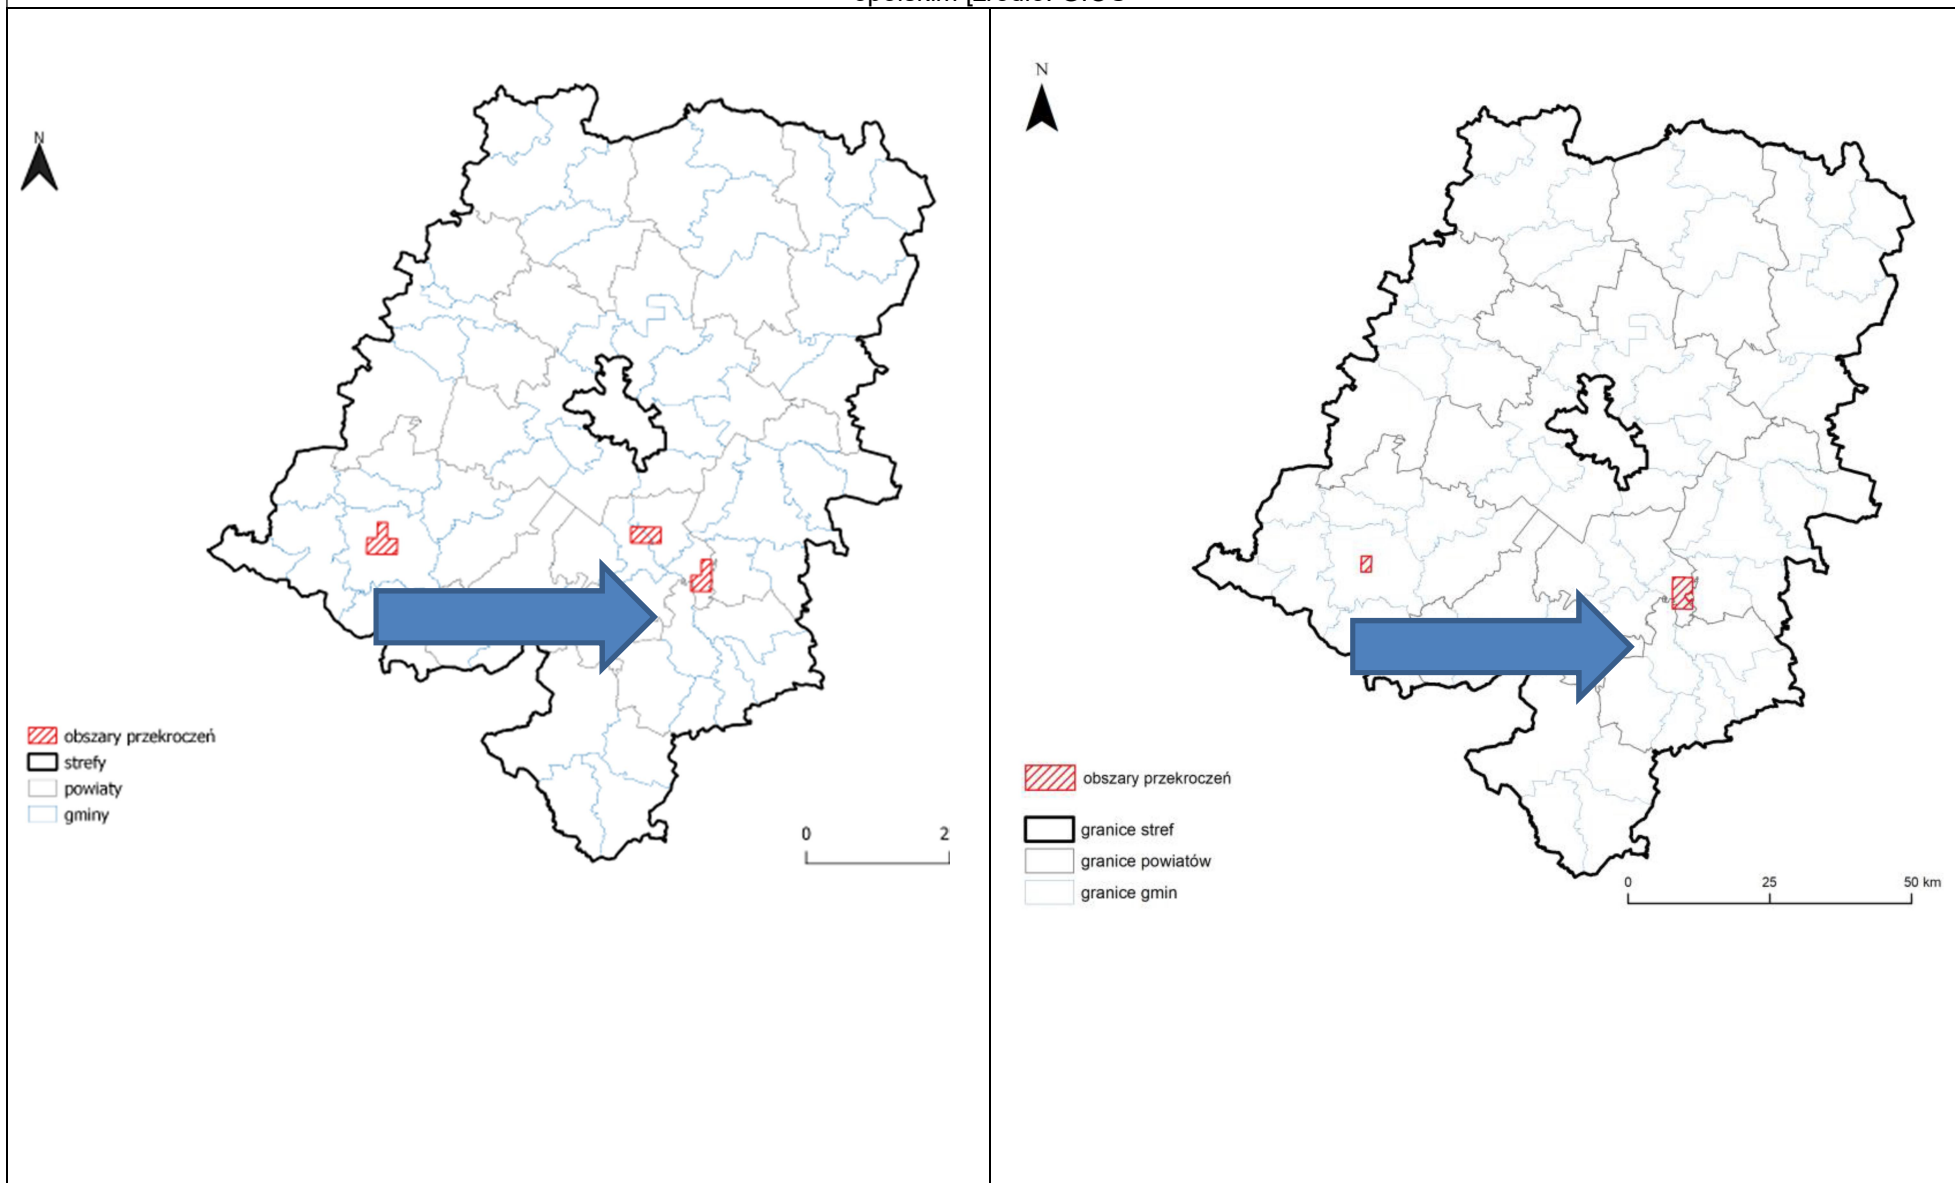 N
obszary przekroczeń
strefy
powiaty
gminy
0 2
N
obszary przekroczeń
granice stref
granice powiatów
granice gmin
0 25 50 km